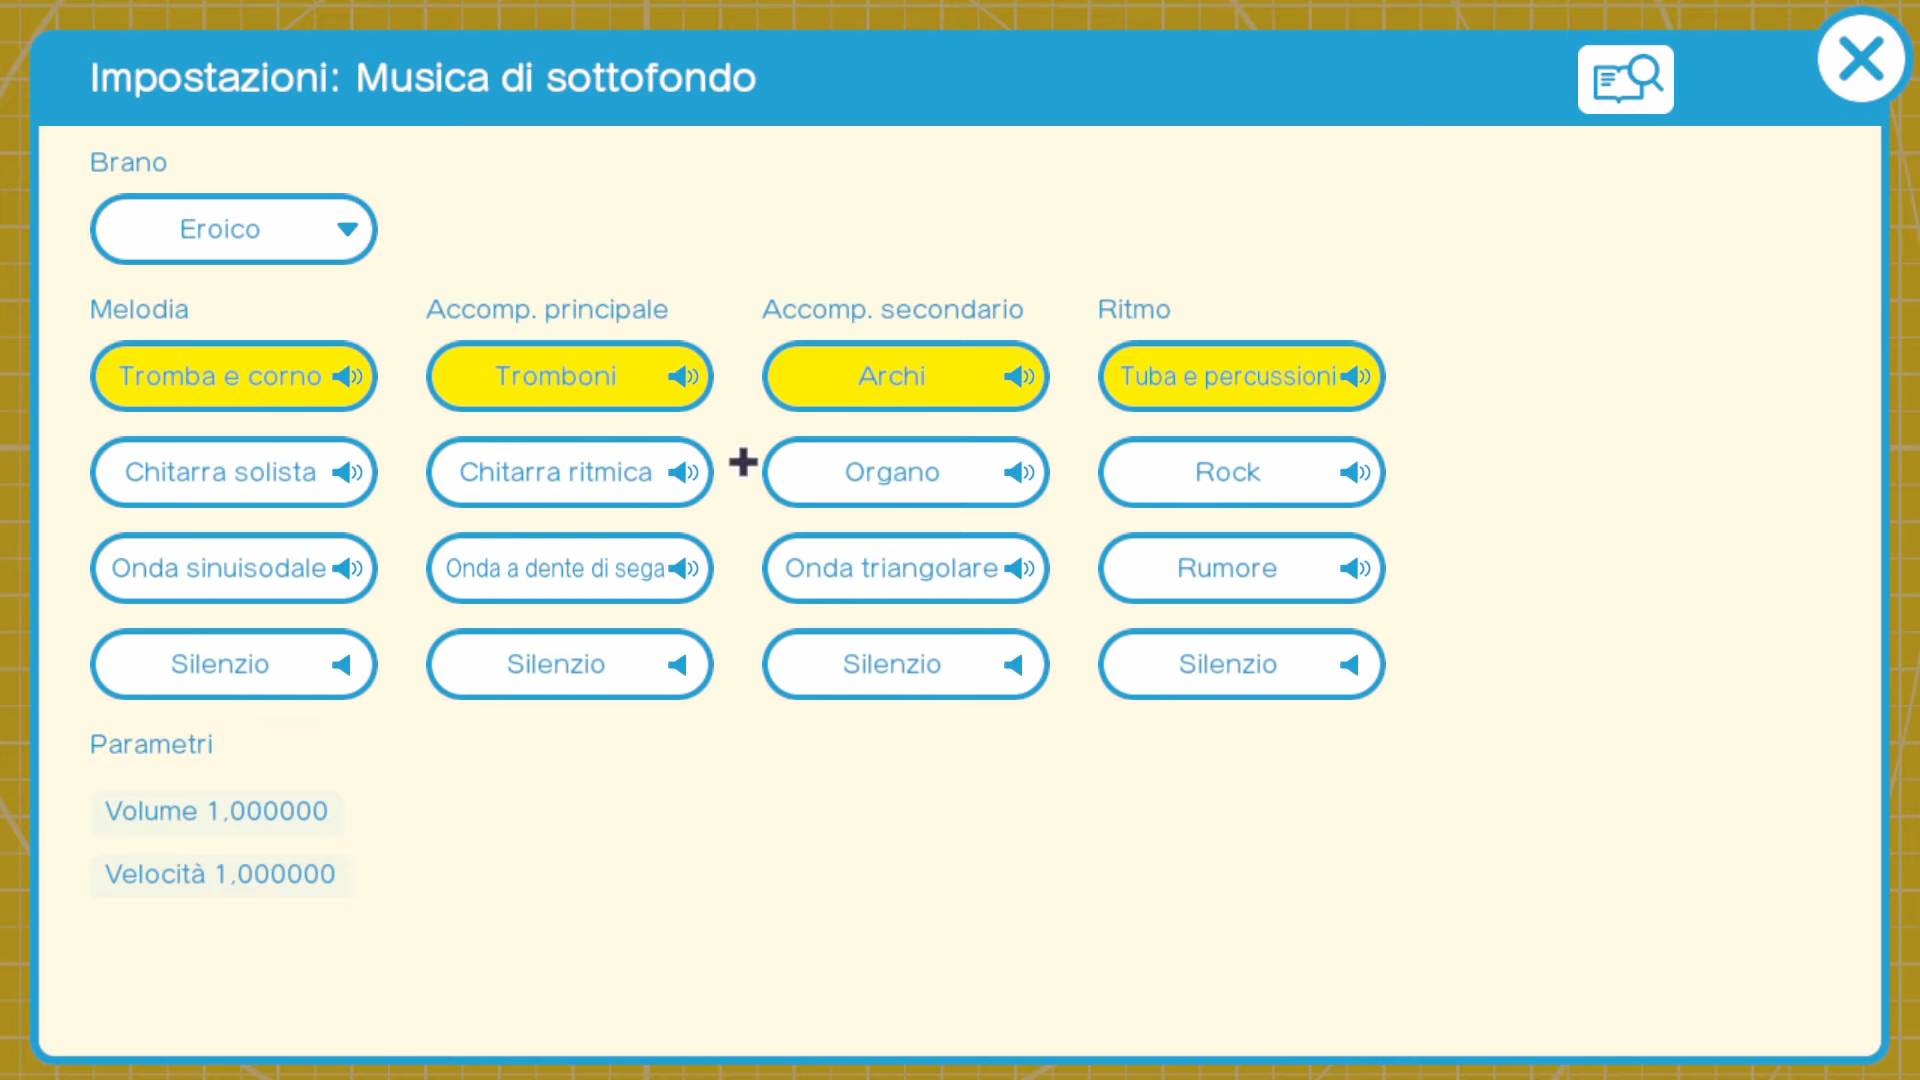 Impostazioni: Musica di sottofondo
Brano
Eroico
Melodia Accomp. principale Accomp. secondario Ritmo
Tromba e corno Tromboni Archi Tuba e percussioni
Chitarra solista Chitarra ritmica Organo Rock
Onda sinuisodale Onda a dente di sega Onda triangolare Rumore
Silenzio Silenzio Silenzio Silenzio
Parametri
Volume 1,000000
Velocità 1,000000